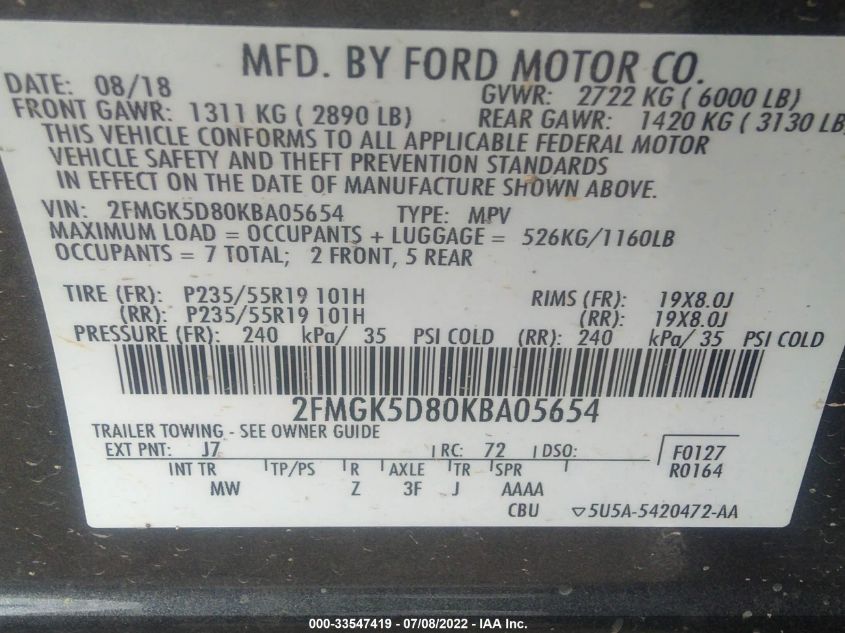 MFD. BY FORD MOTOR CO.
DATE: 08/18 GVWR: 2722 KG ( 6000 LB)
FRONT GAWR: 1311 KG ( 2890 LB) REAR GAWR: 1420 KG ( 3130 LB)
THIS VEHICLE CONFORMS TO ALL APPLICABLE FEDERAL MOTOR
VEHICLE SAFETY AND THEFT PREVENTION STANDARDS
IN EFFECT ON THE DATE OF MANUFACTURE SHOWN ABOVE.
VIN: 2FMGK5D80KBA05654 TYPE: MPV
MAXIMUM LOAD = OCCUPANTS + LUGGAGE = 526KG/1160LB
OCCUPANTS = 7 TOTAL; 2 FRONT, 5 REAR
TIRE (FR): P235/55R19 101H RIMS (FR): 19X8.0J
(RR): P235/55R19 101H (RR): 19X8.0J
PRESSURE (FR): 240 kPa/ 35 PSI COLD (RR): 240 kPa/ 35 PSI COLD
2FMGK5D80KBA05654
TRAILER TOWING - SEE OWNER GUIDE
EXT PNT: J7 RC: 72 DSO: F0127
INT TR TP/PS R AXLE TR SPR R0164
MW Z 3F J AAAA
CBU ▽5U5A-5420472-AA
000-33547419 - 07/08/2022 - IAA Inc.